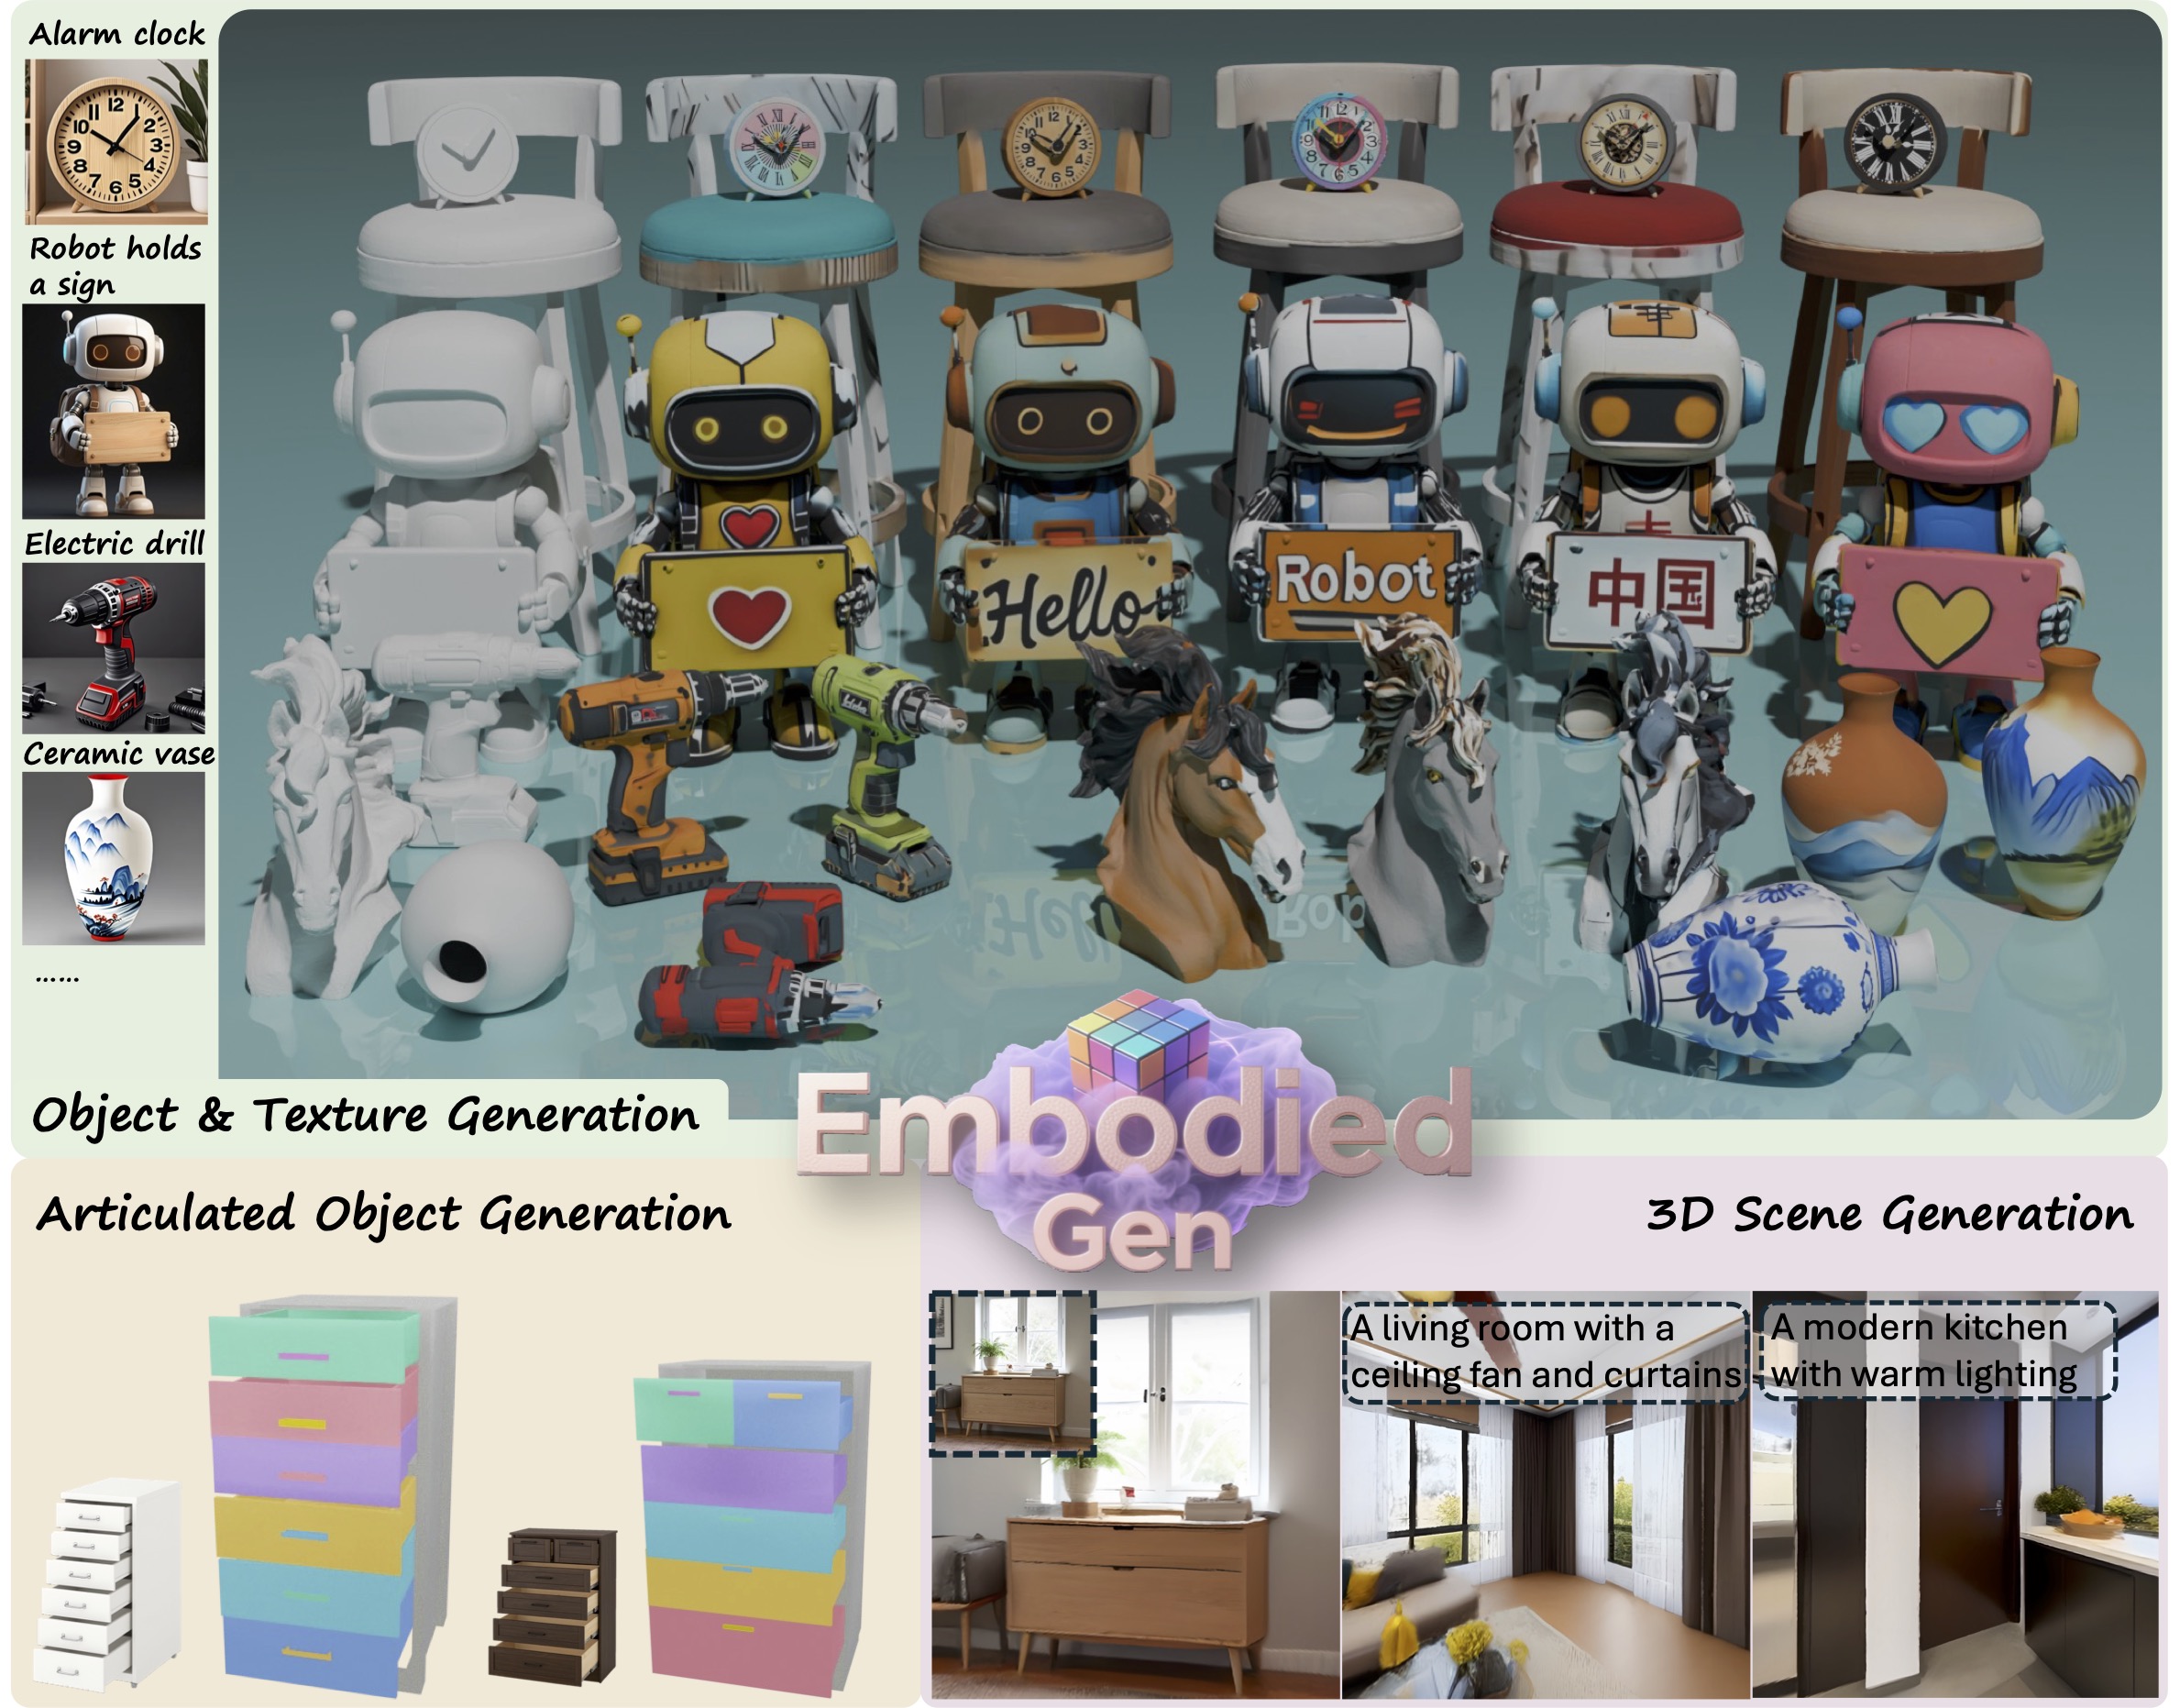 Alarm clock
Robot holds
a sign
Electric drill
Ceramic vase
......
Hello
Robot
中国
Object & Texture Generation
Embodied
Gen
Articulated Object Generation
3D Scene Generation
A living room with a
ceiling fan and curtains
A modern kitchen
with warm lighting